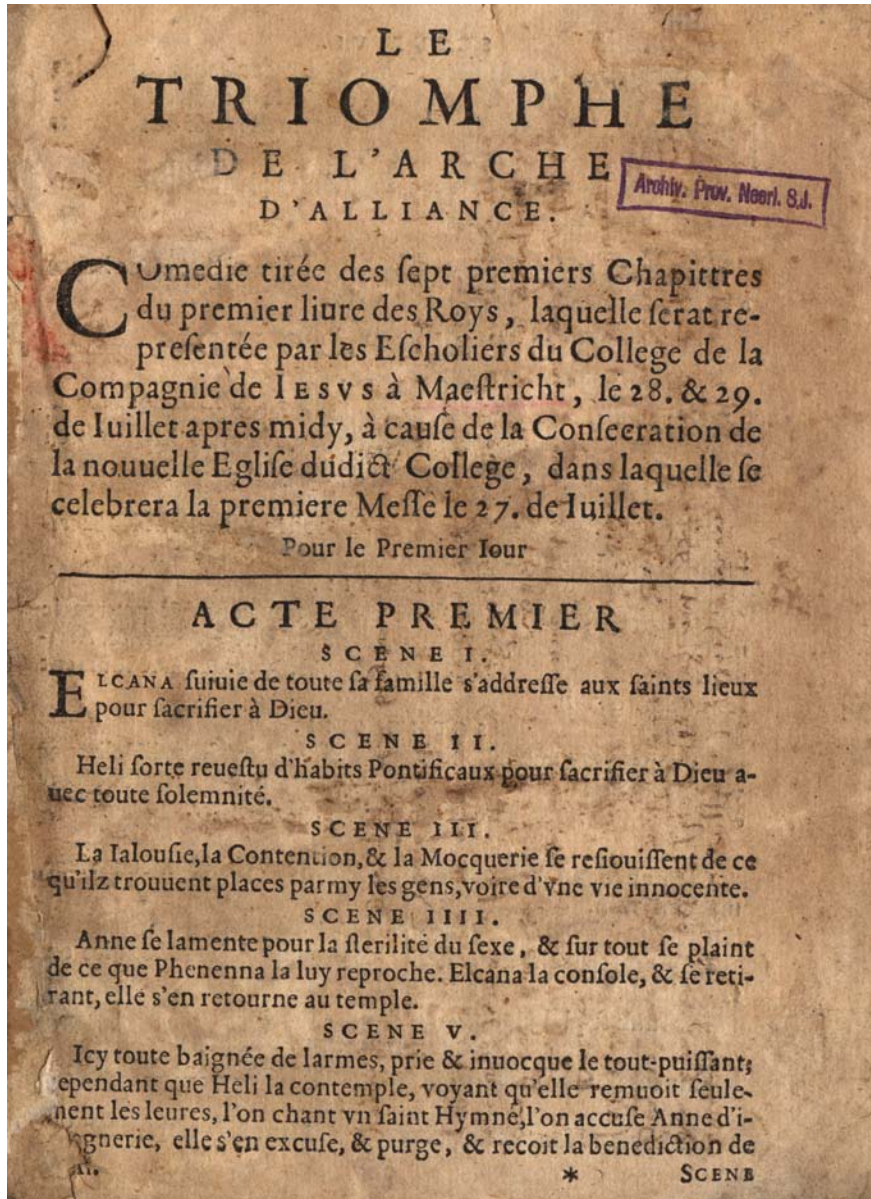 LE
TRIOMPHE
DE L'ARCHE
D'ALLIANCE.
Archiv. Prov. Neerl. S.J.
COmedie tirée des ſept premiers Chapittres
du premier liure des Roys, laquelle ſerat re-
preſentée par les Eſcholiers du College de la
Compagnie de IESVS à Maeſtricht, le 28. & 29.
de Iuillet apres midy, à cauſe de la Conſecration de
la nouuelle Egliſe dudict College, dans laquelle ſe
celebrera la premiere Meſſe le 27. de Iuillet.
Pour le Premier Iour
ACTE PREMIER
SCENE I.
ELCANA ſuiuie de toute ſa famille s'addreſſe aux ſaints lieux
pour ſacrifier à Dieu.
SCENE II.
Heli ſorte reueſtu d'habits Pontificaux pour ſacrifier à Dieu a-
uec toute ſolemnité.
SCENE III.
La Ialouſie, la Contention, & la Mocquerie ſe reſiouiſſent de ce
qu'ilz trouuent places parmy les gens, voire d'vne vie innocente.
SCENE IIII.
Anne ſe lamente pour la ſterilité du ſexe, & ſur tout ſe plaint
de ce que Phenenna la luy reproche. Elcana la conſole, & ſe reti-
rant, elle s'en retourne au temple.
SCENE V.
Icy toute baignée de larmes, prie & inuocque le tout-puiſſant;
ependant que Heli la contemple, voyant qu'elle remuoit ſeule-
nent les leures, l'on chant vn ſaint Hymne, l'on accuſe Anne d'i-
gnerie, elle s'en excuſe, & purge, & recoit la benediction de
* SCENE